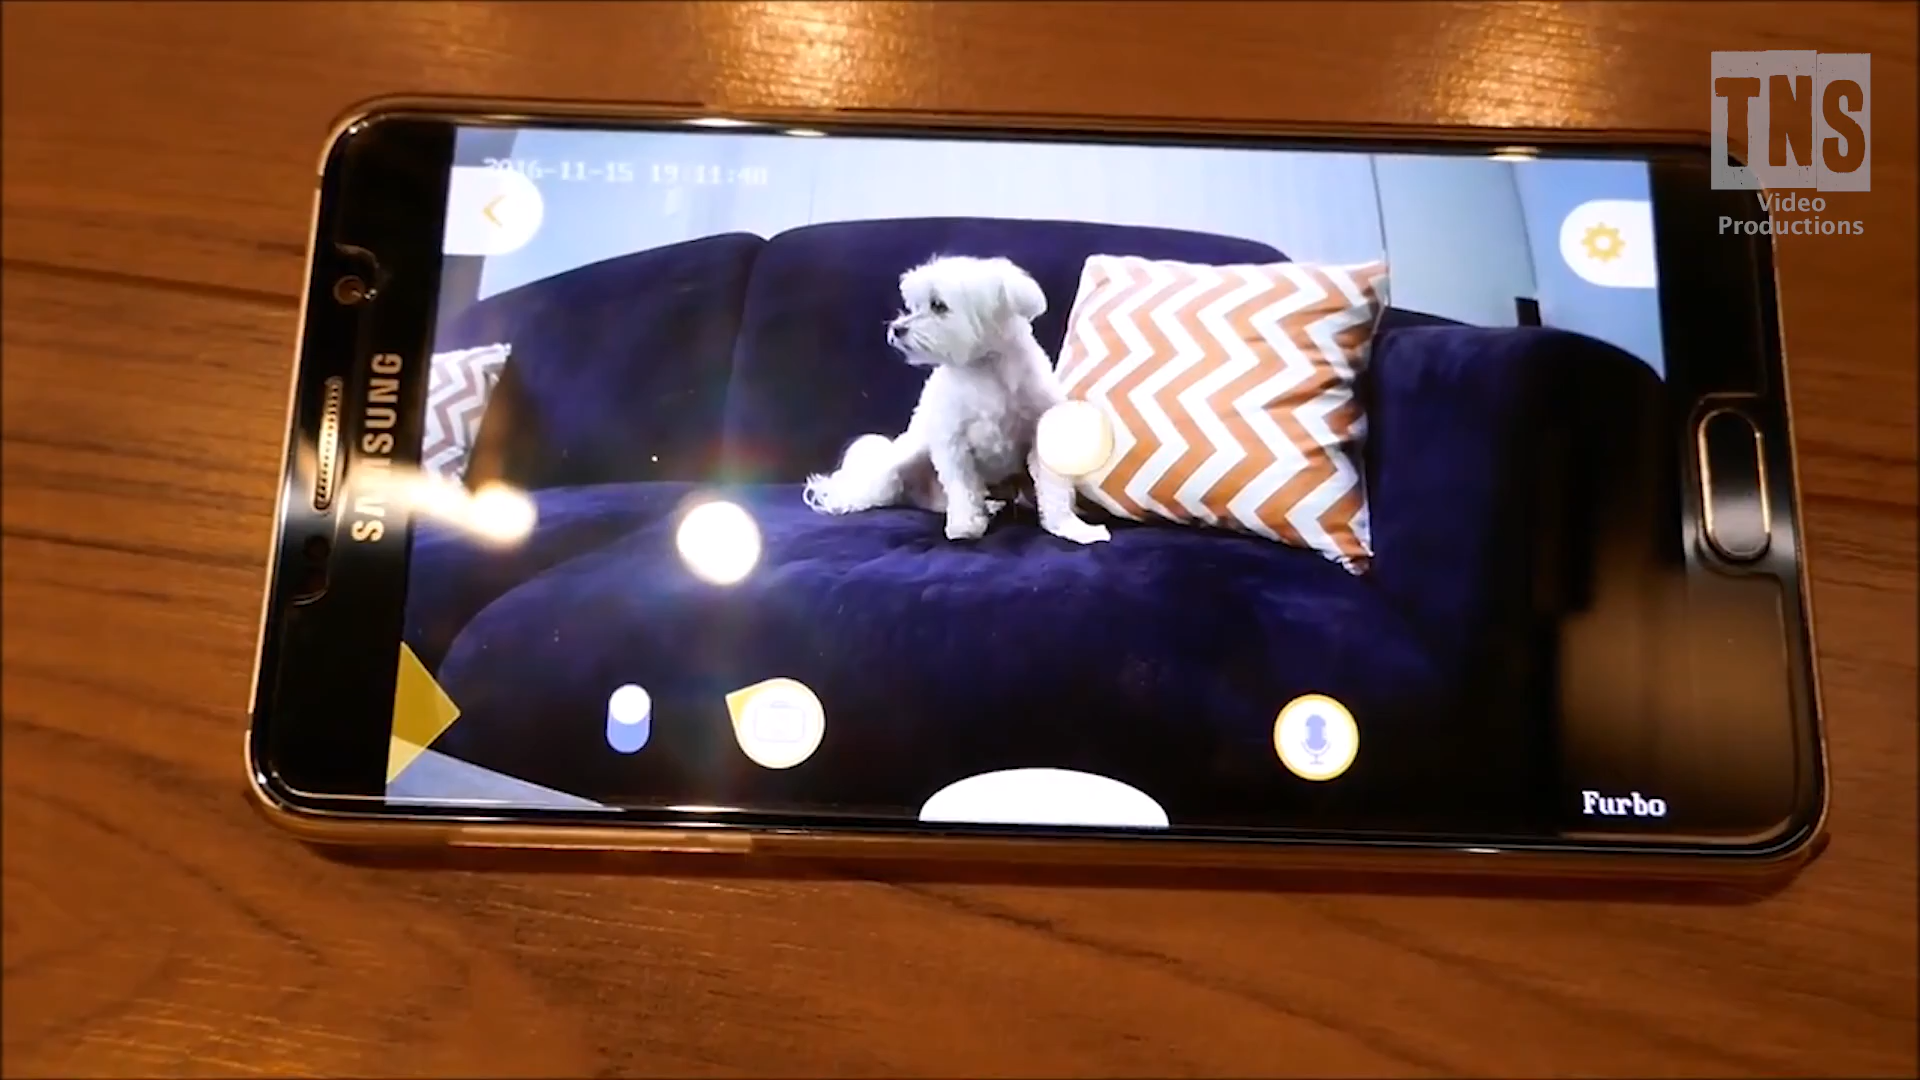 TNS
Video
Productions
2016-11-15 19:11:40
SAMSUNG
Furbo